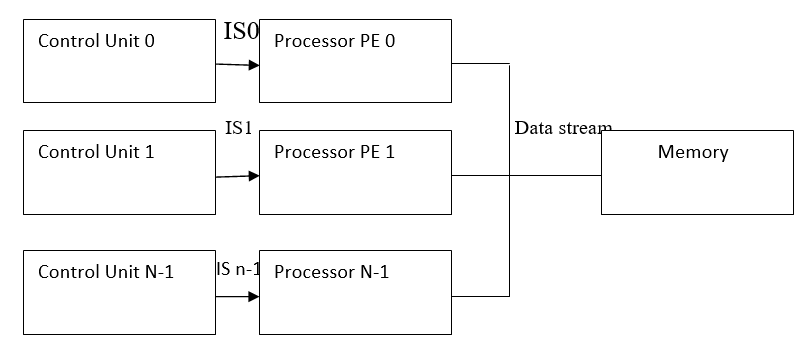 Control Unit 0
IS0
Processor PE 0
Control Unit 1
IS1
Processor PE 1
Data stream
Memory
Control Unit N-1
IS n-1
Processor N-1